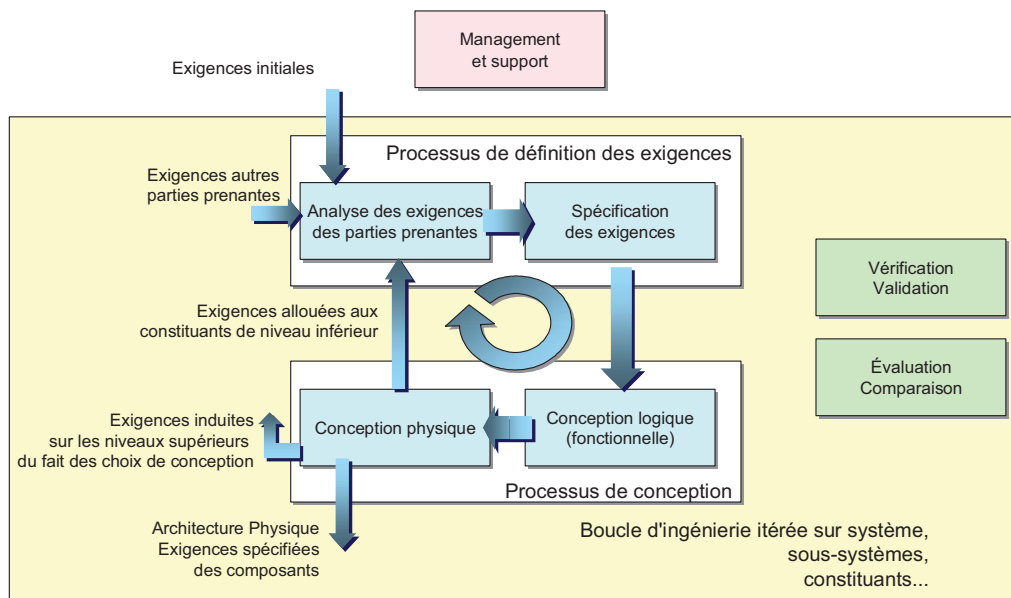 Management
et support
Exigences initiales
Processus de définition des exigences
Exigences autres
parties prenantes
Analyse des exigences
des parties prenantes
Spécification
des exigences
Vérification
Validation
Exigences allouées aux
constituants de niveau inférieur
Évaluation
Comparaison
Exigences induites
sur les niveaux supérieurs
du fait des choix de conception
Conception physique
Conception logique
(fonctionnelle)
Processus de conception
Architecture Physique
Exigences spécifiées
des composants
Boucle d'ingénierie itérée sur système,
sous-systèmes,
constituants...